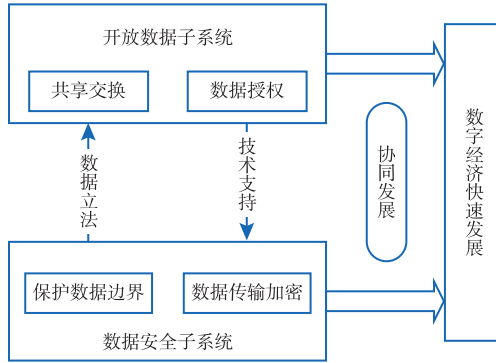 开放数据子系统
共享交换
数据授权
数据立法
技术支持
协同发展
数字经济快速发展
保护数据边界
数据传输加密
数据安全子系统